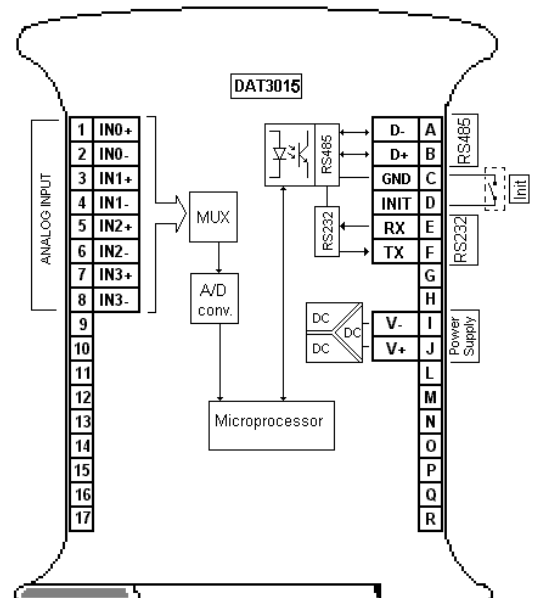 DAT3015
ANALOG INPUT
1 IN0+
2 IN0-
3 IN1+
4 IN1-
5 IN2+
6 IN2-
7 IN3+
8 IN3-
9
10
11
12
13
14
15
16
17
MUX
A/D
conv.
Microprocessor
RS485
RS232
DC
DC
DC
D- A
D+ B
GND C
INIT D
RX E
TX F
G
H
V- I
V+ J
L
M
N
O
P
Q
R
RS485
Init
RS232
Power
Supply